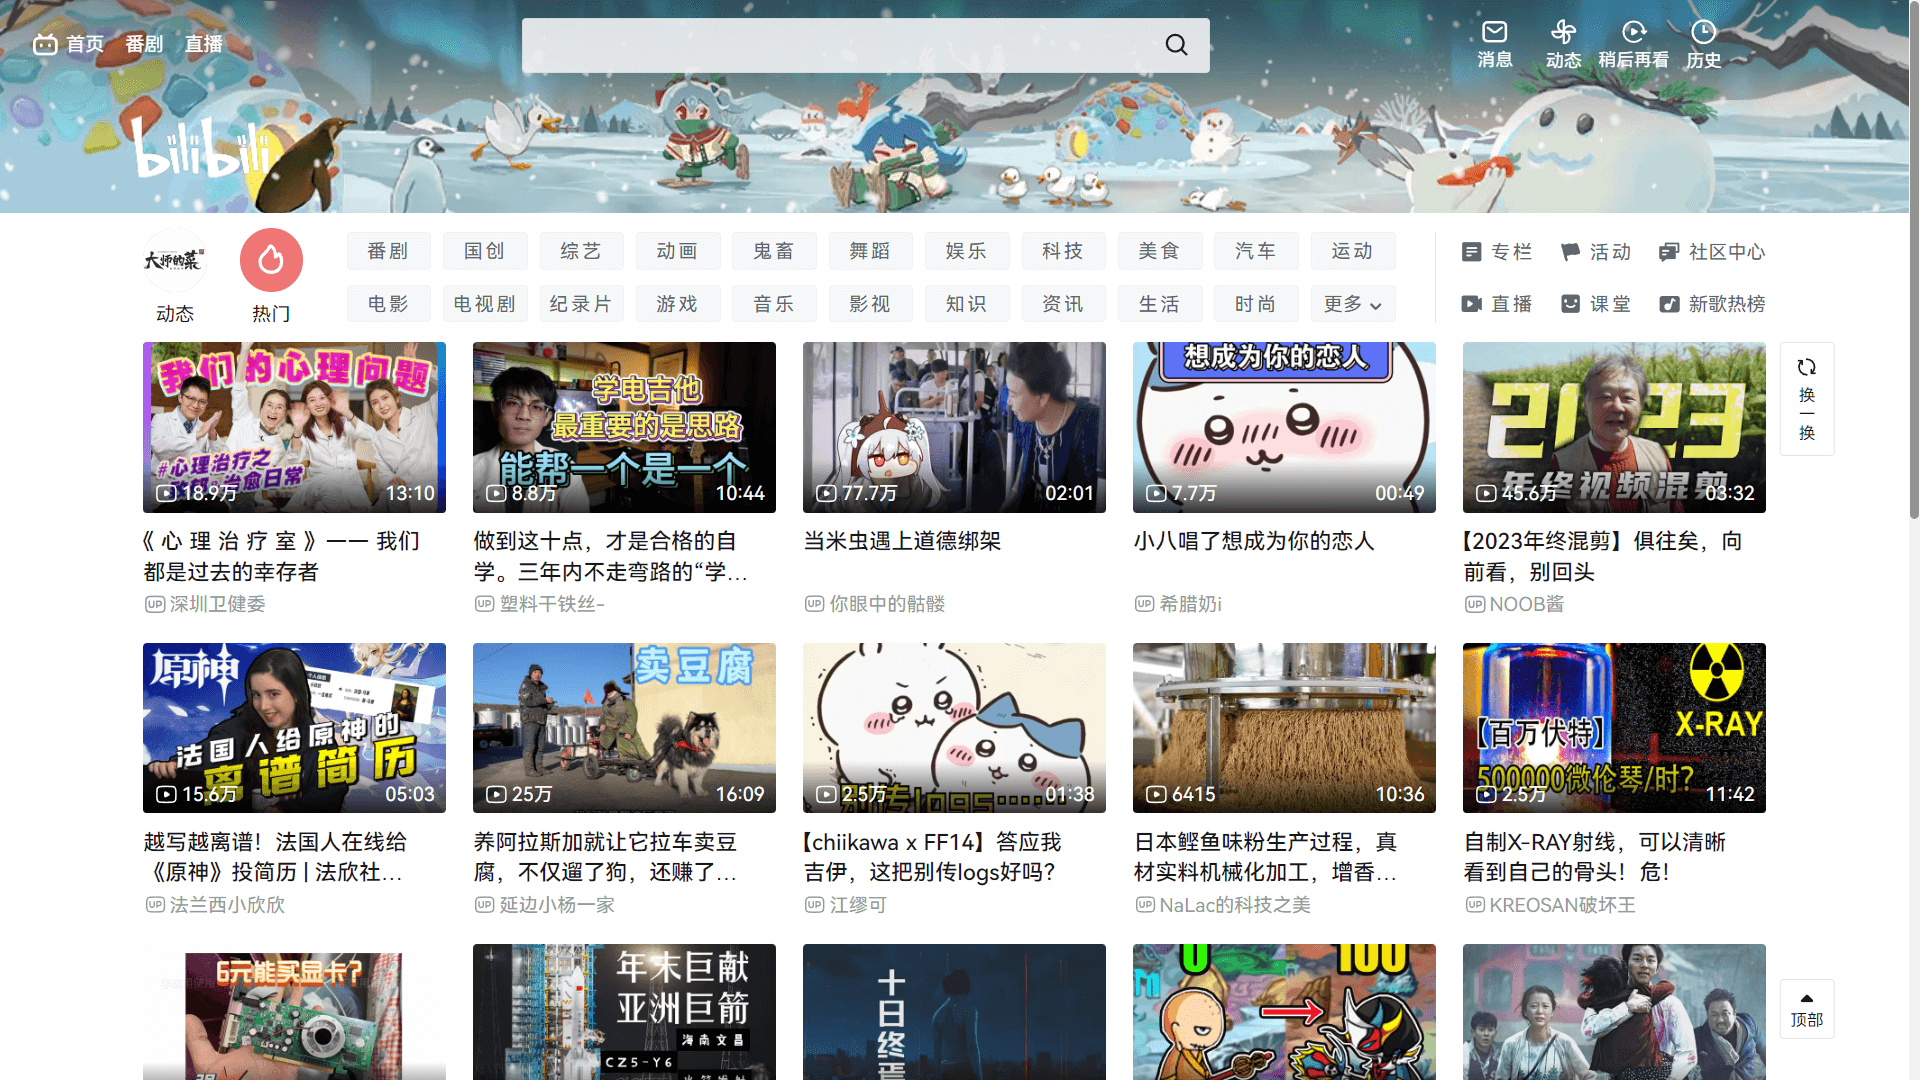 首页 番剧 直播
消息 动态 稍后再看 历史
bilibili
大师的菜
动态 热门
番剧 国创 综艺 动画 鬼畜 舞蹈 娱乐 科技 美食 汽车 运动
电影 电视剧 纪录片 游戏 音乐 影视 知识 资讯 生活 时尚 更多
专栏 活动 社区中心
直播 课堂 新歌热榜
换一换
我们的心理问题
#心理治疗之
治愈日常
18.9万 13:10
《 心 理 治 疗 室 》一一 我们
都是过去的幸存者
UP 深圳卫健委
学电吉他
最重要的是思路
能帮一个是一个
8.8万 10:44
做到这十点，才是合格的自
学。三年内不走弯路的“学...
UP 塑料干铁丝-
77.7万 02:01
当米虫遇上道德绑架
UP 你眼中的骷髅
想成为你的恋人
7.7万 00:49
小八唱了想成为你的恋人
UP 希腊奶i
2023
年终视频混剪
45.6万 03:32
【2023年终混剪】俱往矣，向
前看，别回头
UP NOOB酱
原神
法国人给原神的
离谱简历
15.6万 05:03
越写越离谱！法国人在线给
《原神》投简历 | 法欣社...
UP 法兰西小欣欣
卖豆腐
25万 16:09
养阿拉斯加就让它拉车卖豆
腐，不仅遛了狗，还赚了...
UP 延边小杨一家
别传logs……
2.5万 01:38
【chiikawa x FF14】答应我
吉伊，这把别传logs好吗？
UP 江缪可
6415 10:36
日本鲣鱼味粉生产过程，真
材实料机械化加工，增香...
UP NaLac的科技之美
X-RAY
【百万伏特】
500000微伦琴/时?
2.5万 11:42
自制X-RAY射线，可以清晰
看到自己的骨头！危！
UP KREOSAN破坏王
6元能买显卡?
年末巨献
亚洲巨箭
海南文昌
CZ5-Y6
十日终焉
0 100
顶部